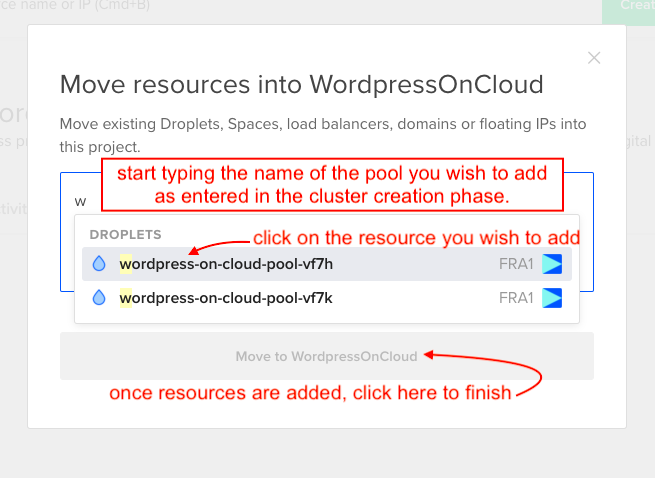 rce name or IP (Cmd+B)
Creat
Move resources into WordpressOnCloud
Move existing Droplets, Spaces, load balancers, domains or floating IPs into
this project.
start typing the name of the pool you wish to add
as entered in the cluster creation phase.
w
DROPLETS
click on the resource you wish to add
wordpress-on-cloud-pool-vf7h FRA1
wordpress-on-cloud-pool-vf7k FRA1
Move to WordpressOnCloud
once resources are added, click here to finish